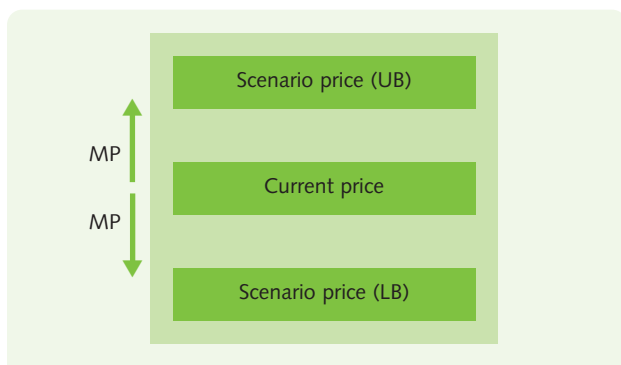 Scenario price (UB)
MP
Current price
MP
Scenario price (LB)